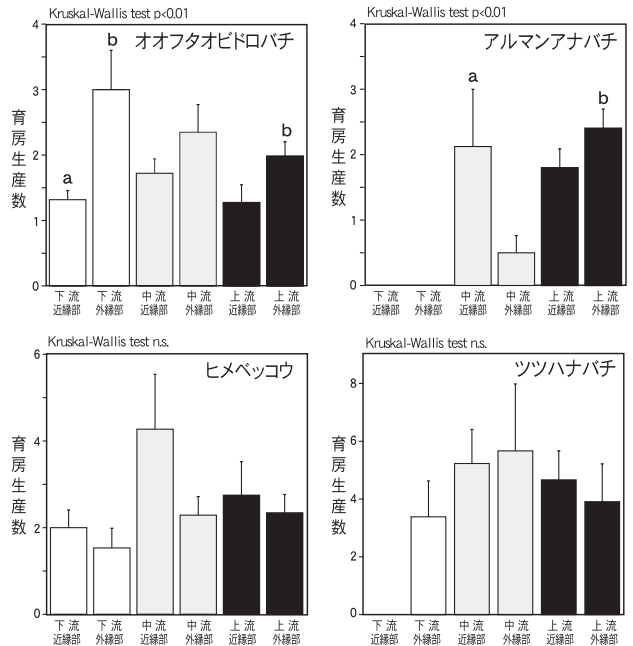 Kruskal-Wallis test p<0.01
オオフタオビドロバチ
育房生産数
4
3
2
1
0
a
b
b
下流 近縁部
下流 外縁部
中流 近縁部
中流 外縁部
上流 近縁部
上流 外縁部
Kruskal-Wallis test p<0.01
アルマンアナバチ
育房生産数
4
3
2
1
0
a
b
下流 近縁部
下流 外縁部
中流 近縁部
中流 外縁部
上流 近縁部
上流 外縁部
Kruskal-Wallis test n.s.
ヒメベッコウ
育房生産数
6
4
2
0
下流 近縁部
下流 外縁部
中流 近縁部
中流 外縁部
上流 近縁部
上流 外縁部
Kruskal-Wallis test n.s.
ツツハナバチ
育房生産数
8
6
4
2
0
下流 近縁部
下流 外縁部
中流 近縁部
中流 外縁部
上流 近縁部
上流 外縁部